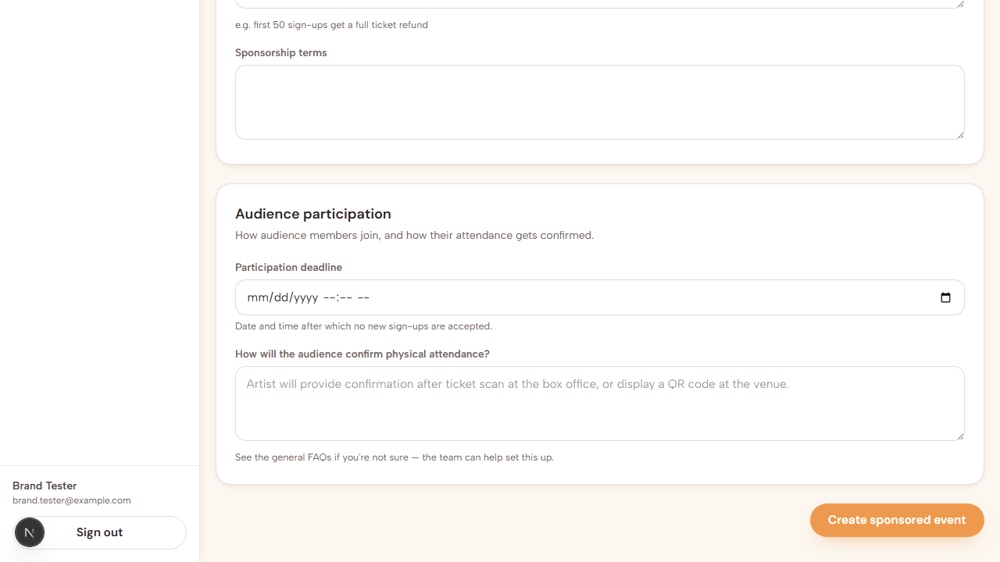 e.g. first 50 sign-ups get a full ticket refund
Sponsorship terms
Audience participation
How audience members join, and how their attendance gets confirmed.
Participation deadline
mm/dd/yyyy --:-- --
Date and time after which no new sign-ups are accepted.
How will the audience confirm physical attendance?
Artist will provide confirmation after ticket scan at the box office, or display a QR code at the venue.
See the general FAQs if you're not sure — the team can help set this up.
Create sponsored event
Brand Tester
brand.tester@example.com
N
Sign out